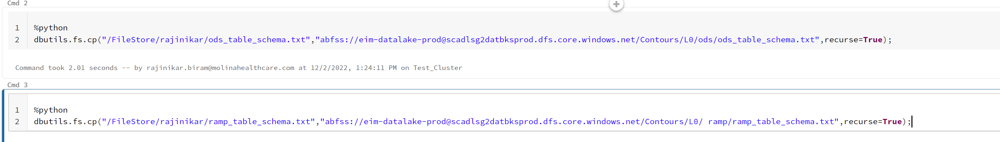 Cmd 2
1 %python
2 dbutils.fs.cp("/FileStore/rajinikar/ods_table_schema.txt","abfss://eim-datalake-prod@scadlsg2datbksprod.dfs.core.windows.net/Contours/L0/ods/ods_table_schema.txt",recurse=True);
Command took 2.01 seconds -- by rajinikar.biram@molinahealthcare.com at 12/2/2022, 1:24:11 PM on Test_Cluster
Cmd 3
1 %python
2 dbutils.fs.cp("/FileStore/rajinikar/ramp_table_schema.txt","abfss://eim-datalake-prod@scadlsg2datbksprod.dfs.core.windows.net/Contours/L0/ ramp/ramp_table_schema.txt",recurse=True);